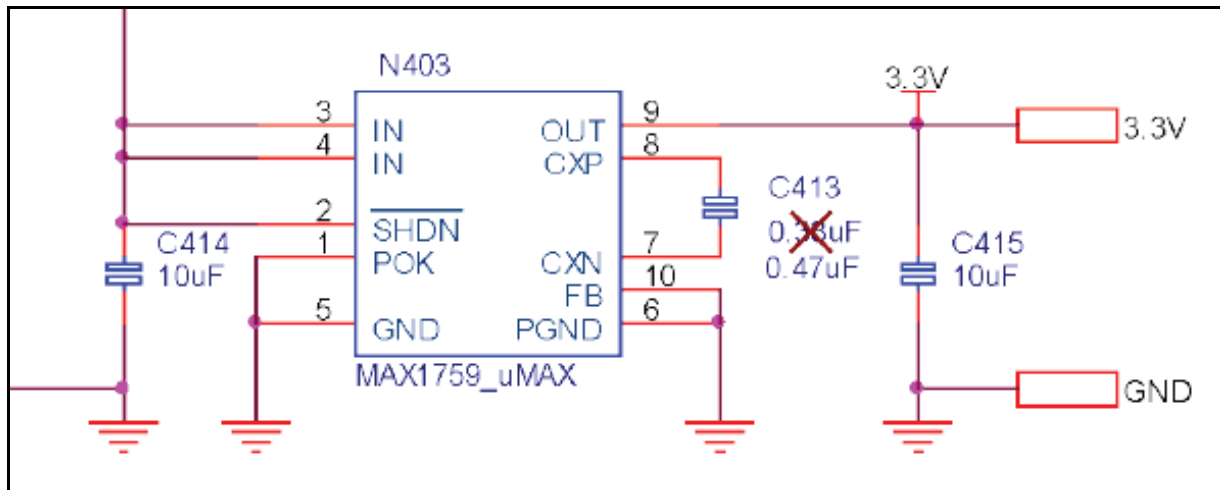 N403
3.3V
3
IN
OUT
9
3.3V
4
IN
CXP
8
C413
0.33uF
0.47uF
2
SHDN
C414
10uF
1
POK
CXN
7
C415
10uF
FB
10
5
GND
PGND
6
MAX1759_uMAX
GND